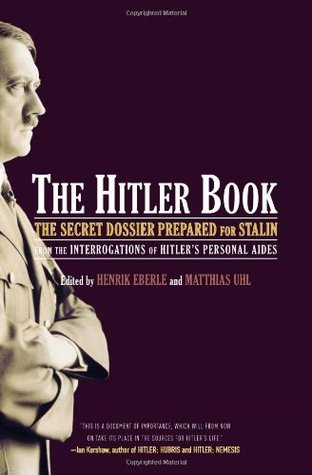 Copyrighted Material
THE HITLER BOOK
THE SECRET DOSSIER PREPARED FOR STALIN
FROM THE INTERROGATIONS OF HITLER'S PERSONAL AIDES
Edited by HENRIK EBERLE and MATTHIAS UHL
"THIS IS A DOCUMENT OF IMPORTANCE, WHICH WILL FROM NOW
ON TAKE ITS PLACE IN THE SOURCES FOR HITLER'S LIFE."
—Ian Kershaw, author of HITLER: HUBRIS and HITLER: NEMESIS
Copyrighted Material